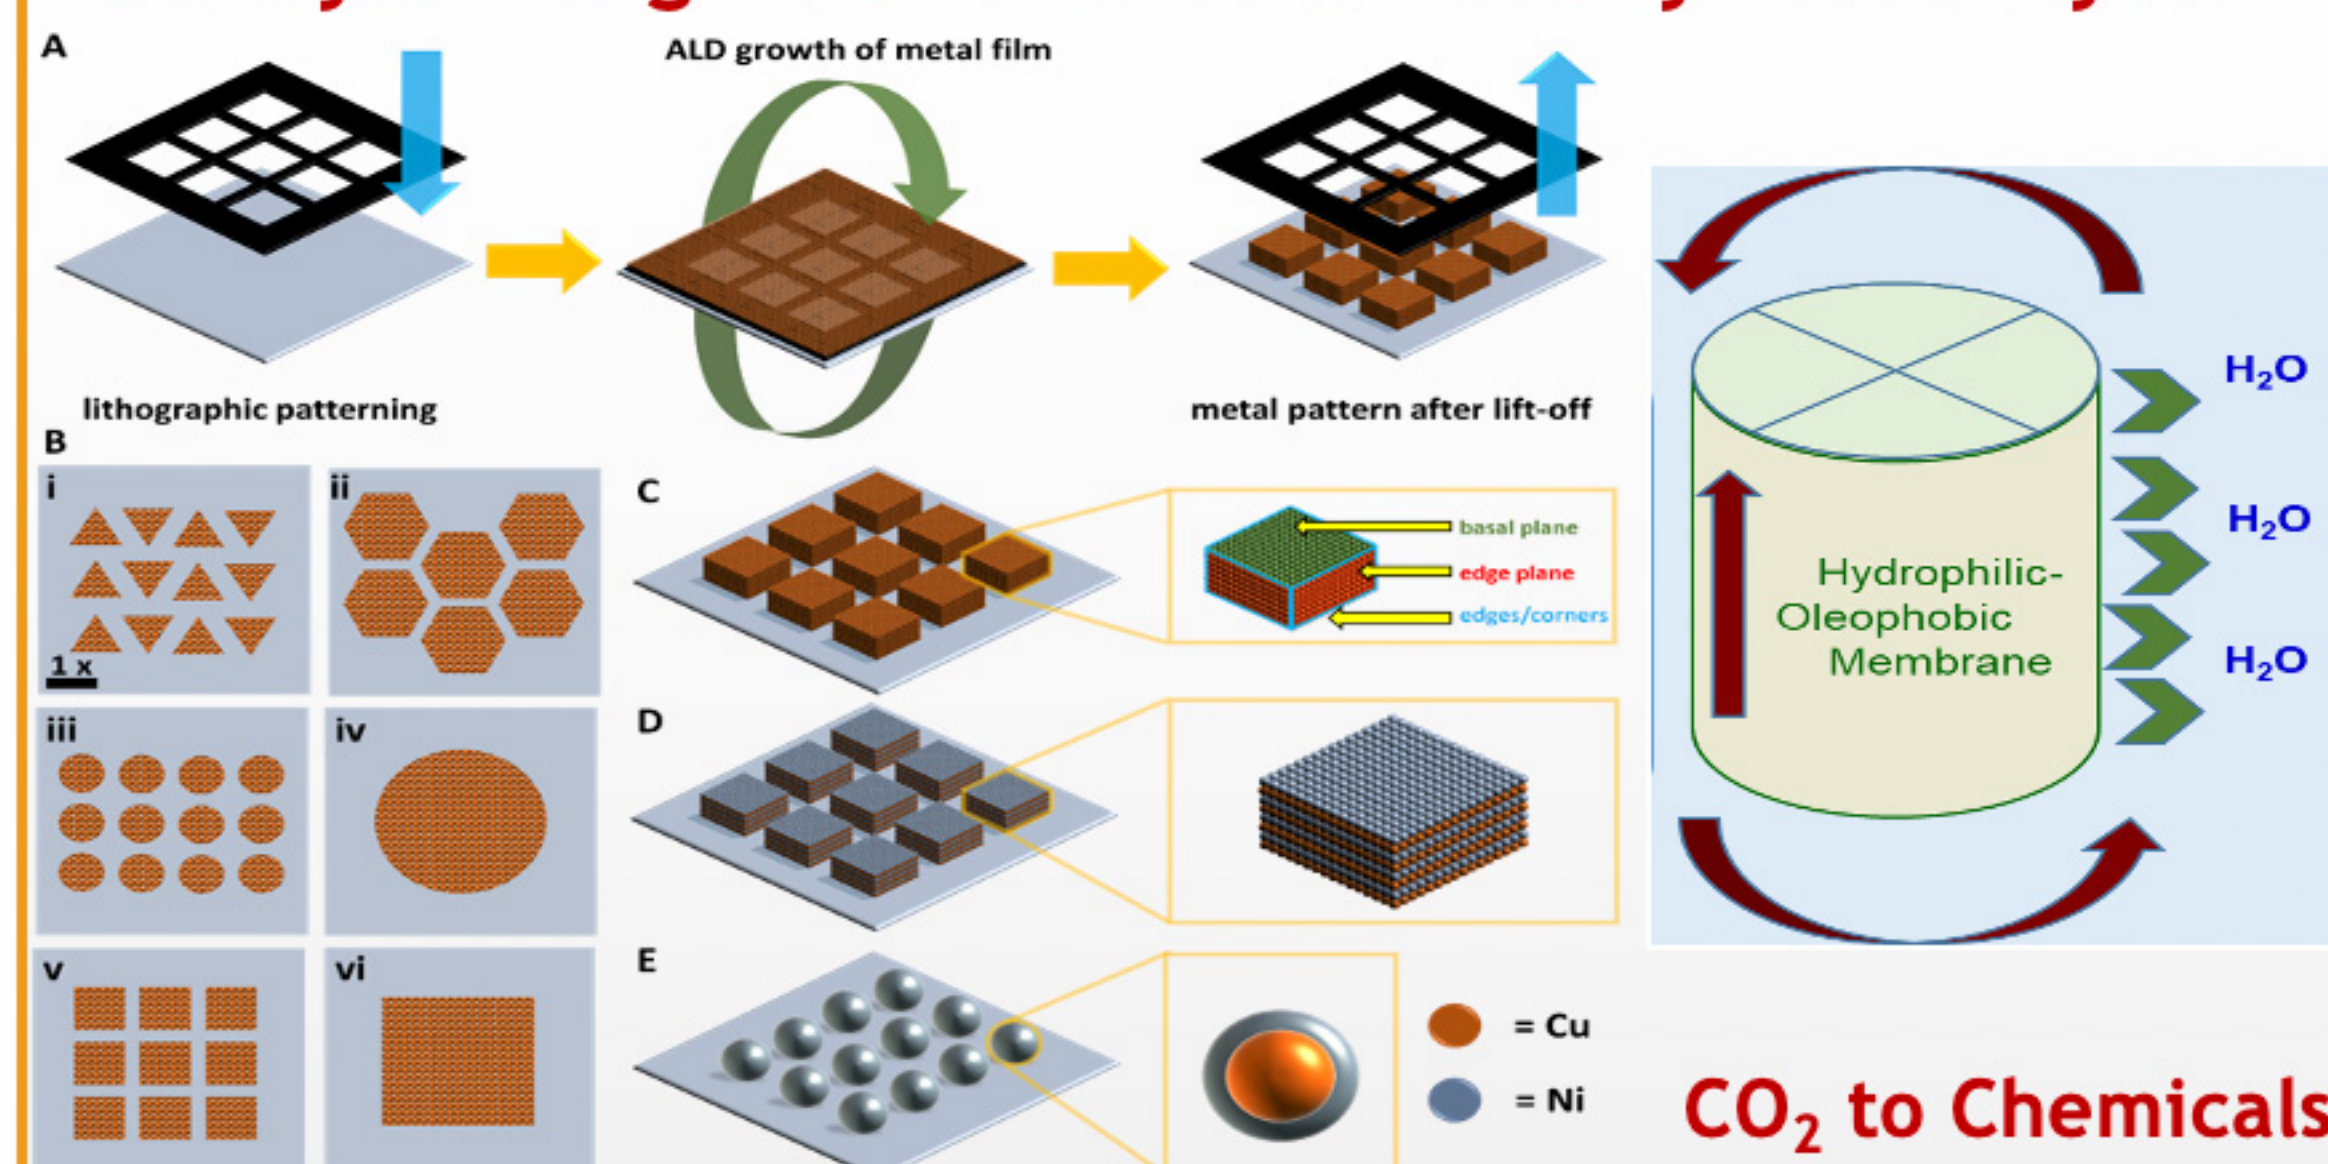 A
ALD growth of metal film
lithographic patterning
metal pattern after lift-off
B
i
ii
1 x
iii
iv
v
vi
C
basal plane
edge plane
edges/corners
D
E
= Cu
= Ni
H₂O
H₂O
H₂O
Hydrophilic-
Oleophobic
Membrane
CO₂ to Chemicals